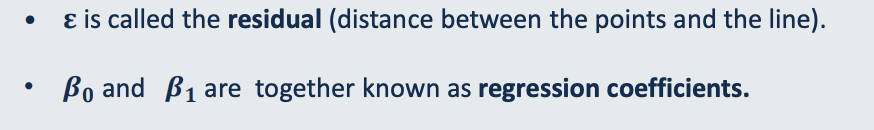 • ε is called the residual (distance between the points and the line).
• β₀ and β₁ are together known as regression coefficients.